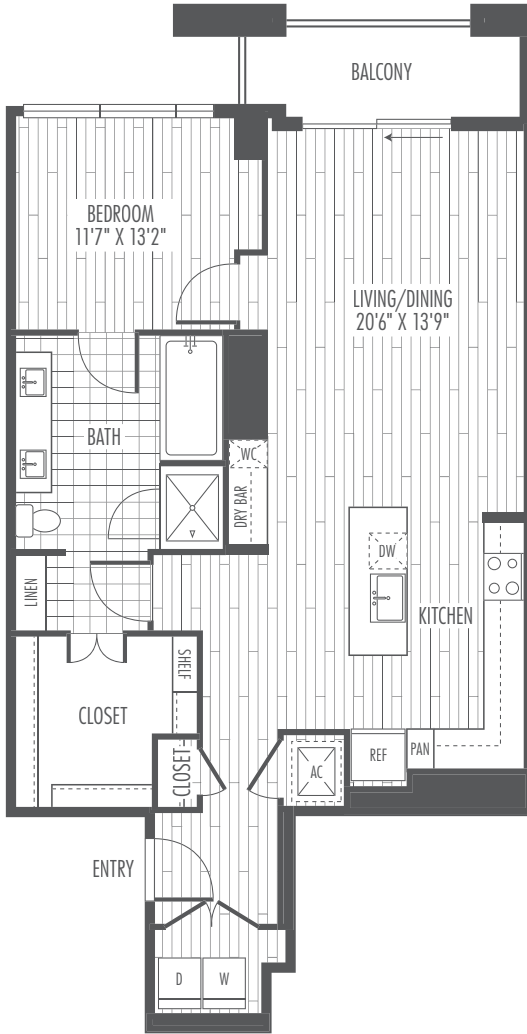 BALCONY
BEDROOM
11'7" X 13'2"
LIVING/DINING
20'6" X 13'9"
BATH
WC
DRY BAR
DW
LINEN
KITCHEN
SHELF
CLOSET
CLOSET
AC
REF
PAN
ENTRY
D
W